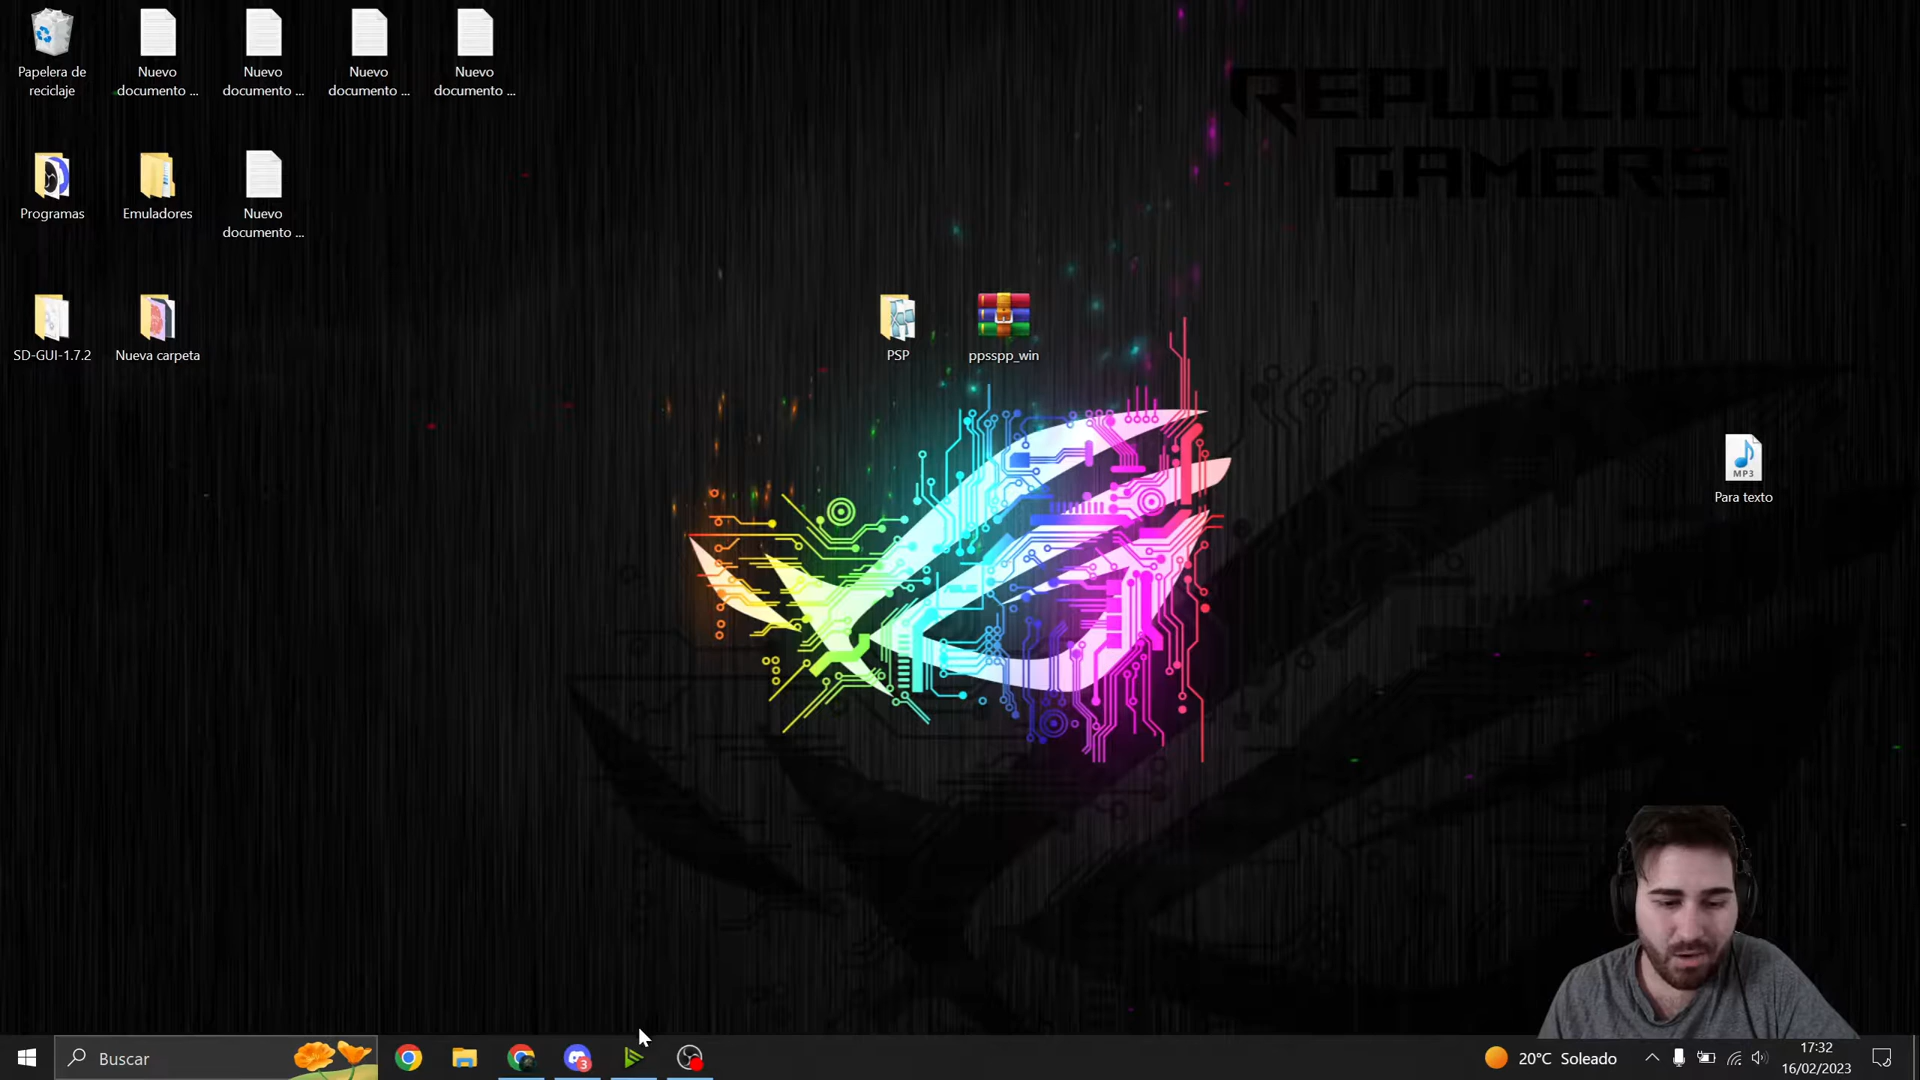 REPUBLIC OF
GAMERS
Papelera de
reciclaje
Nuevo
documento ...
Nuevo
documento ...
Nuevo
documento ...
Nuevo
documento ...
Programas
Emuladores
Nuevo
documento ...
SD-GUI-1.7.2
Nueva carpeta
PSP
ppsspp_win
MP3
Para texto
Buscar
3
20°C Soleado
17:32
16/02/2023